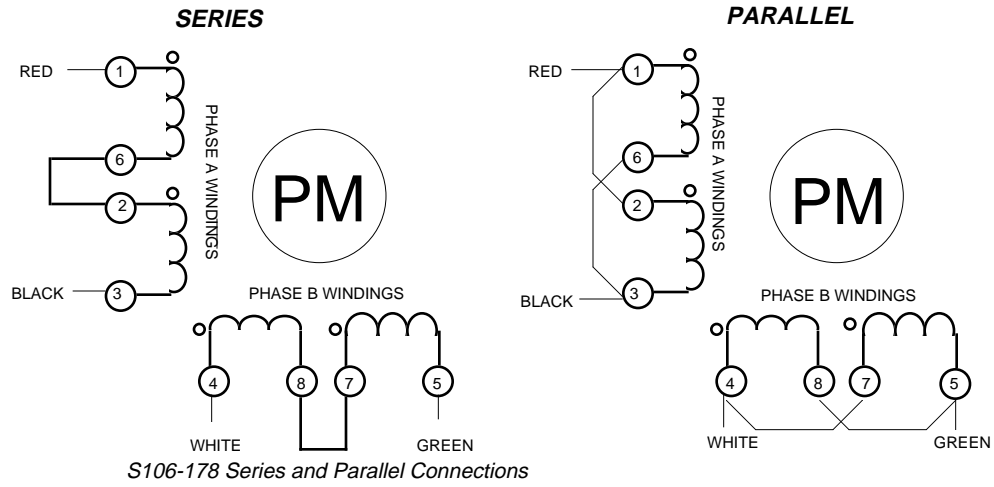 SERIES
RED
1
6
2
BLACK
3
PHASE A WINDINGS
PM
PHASE B WINDINGS
4
8
7
5
WHITE
GREEN
PARALLEL
RED
1
6
2
BLACK
3
PHASE A WINDINGS
PM
PHASE B WINDINGS
4
8
7
5
WHITE
GREEN
S106-178 Series and Parallel Connections